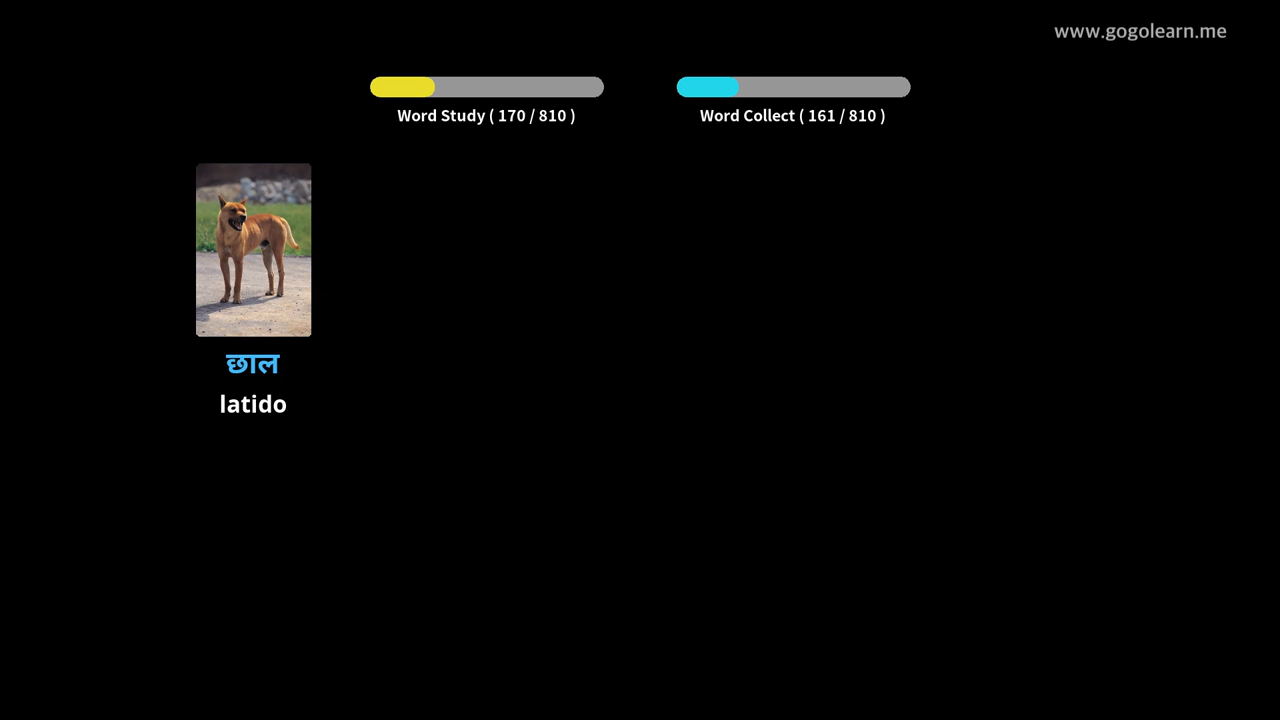 www.gogolearn.me
Word Study ( 170 / 810 )
Word Collect ( 161 / 810 )
छाल
latido